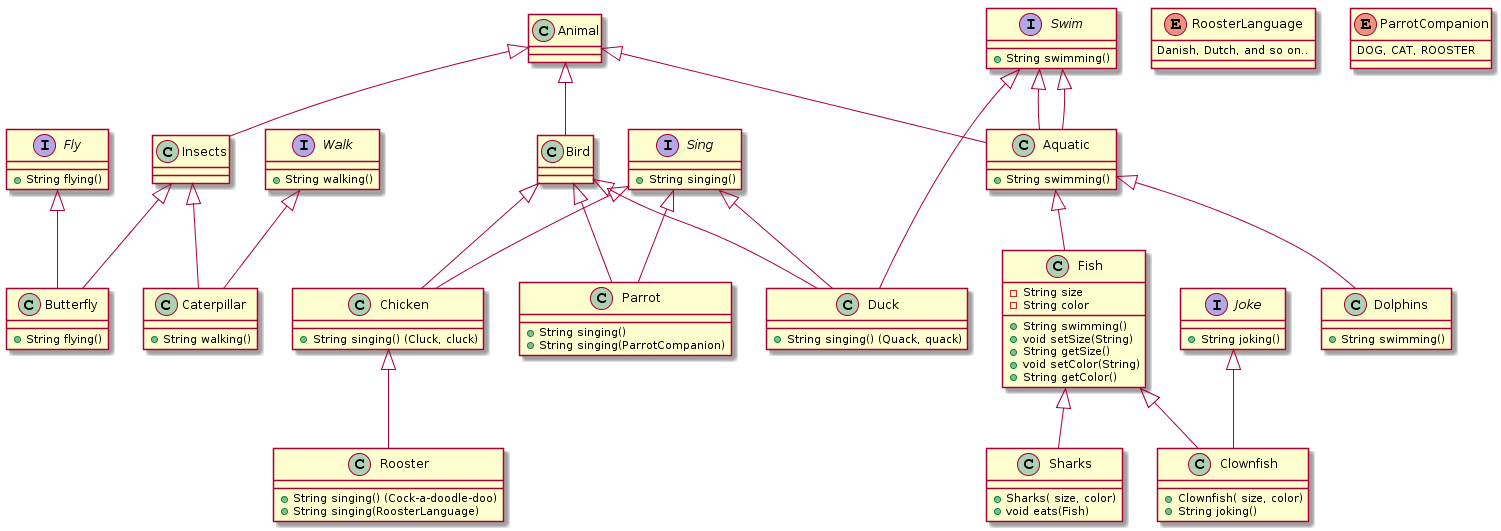 C Animal
I Swim
+ String swimming()
E RoosterLanguage
Danish, Dutch, and so on..
E ParrotCompanion
DOG, CAT, ROOSTER
I Fly
String flying()
C Insects
I Walk
String walking()
C Bird
I Sing
String singing()
C Aquatic
String swimming()
C Butterfly
String flying()
C Caterpillar
String walking()
C Chicken
String singing() (Cluck, cluck)
C Parrot
String singing()
String singing(ParrotCompanion)
C Duck
String singing() (Quack, quack)
C Fish
String size
String color
String swimming()
void setSize(String)
String getSize()
void setColor(String)
String getColor()
I Joke
String joking()
C Dolphins
String swimming()
C Rooster
String singing() (Cock-a-doodle-doo)
String singing(RoosterLanguage)
C Sharks
Sharks( size, color)
void eats(Fish)
C Clownfish
Clownfish( size, color)
String joking()